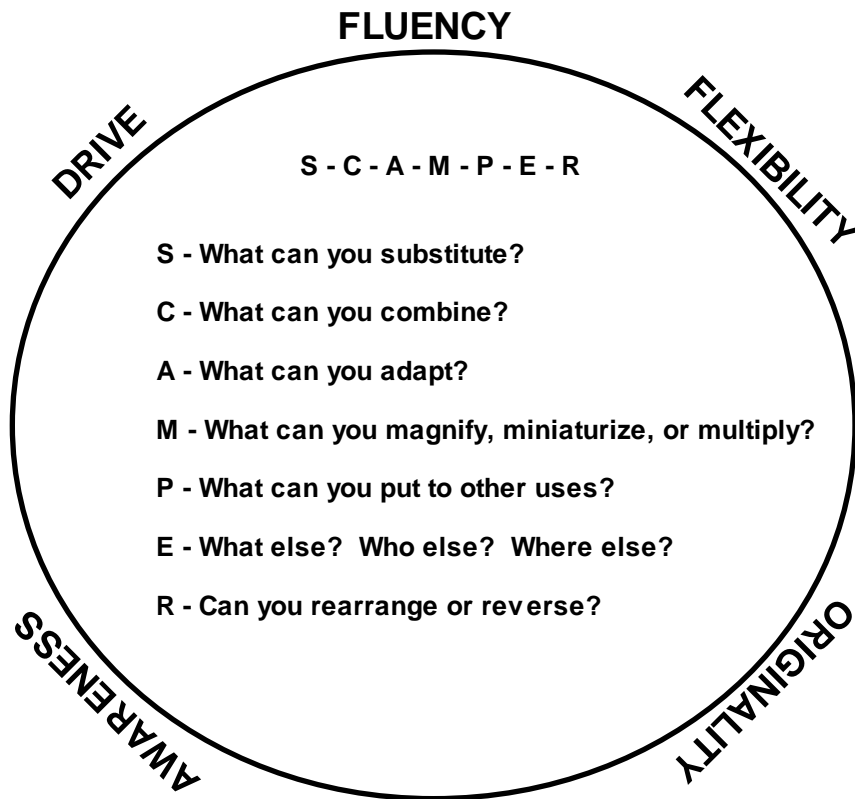 FLUENCY
FLEXIBILITY
DRIVE
S - C - A - M - P - E - R
S - What can you substitute?
C - What can you combine?
A - What can you adapt?
M - What can you magnify, miniaturize, or multiply?
P - What can you put to other uses?
E - What else?  Who else?  Where else?
R - Can you rearrange or reverse?
AWARENESS
ORIGINALITY